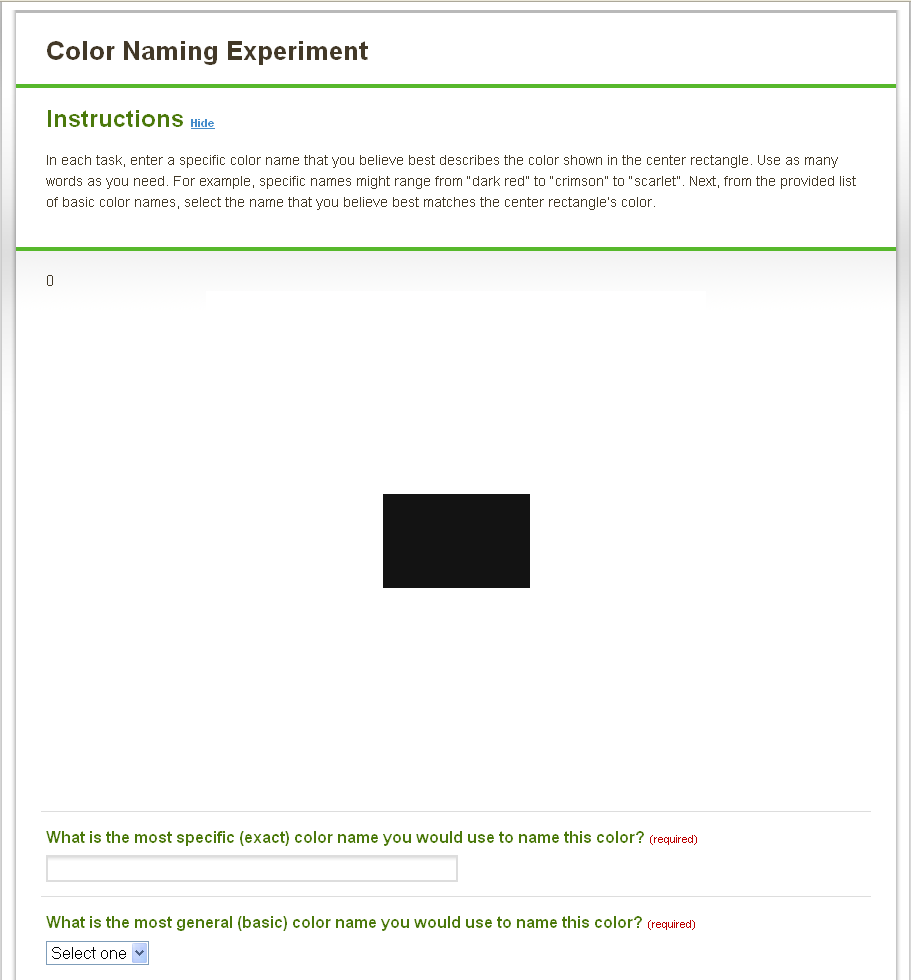 Color Naming Experiment
Instructions Hide
In each task, enter a specific color name that you believe best describes the color shown in the center rectangle. Use as many
words as you need. For example, specific names might range from "dark red" to "crimson" to "scarlet". Next, from the provided list
of basic color names, select the name that you believe best matches the center rectangle's color.
0
What is the most specific (exact) color name you would use to name this color? (required)
What is the most general (basic) color name you would use to name this color? (required)
Select one